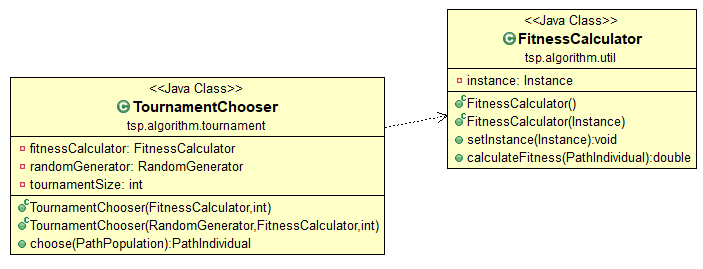 <<Java Class>>
TournamentChooser
tsp.algorithm.tournament
fitnessCalculator: FitnessCalculator
randomGenerator: RandomGenerator
tournamentSize: int
TournamentChooser(FitnessCalculator,int)
TournamentChooser(RandomGenerator,FitnessCalculator,int)
choose(PathPopulation):PathIndividual
<<Java Class>>
FitnessCalculator
tsp.algorithm.util
instance: Instance
FitnessCalculator()
FitnessCalculator(Instance)
setInstance(Instance):void
calculateFitness(PathIndividual):double